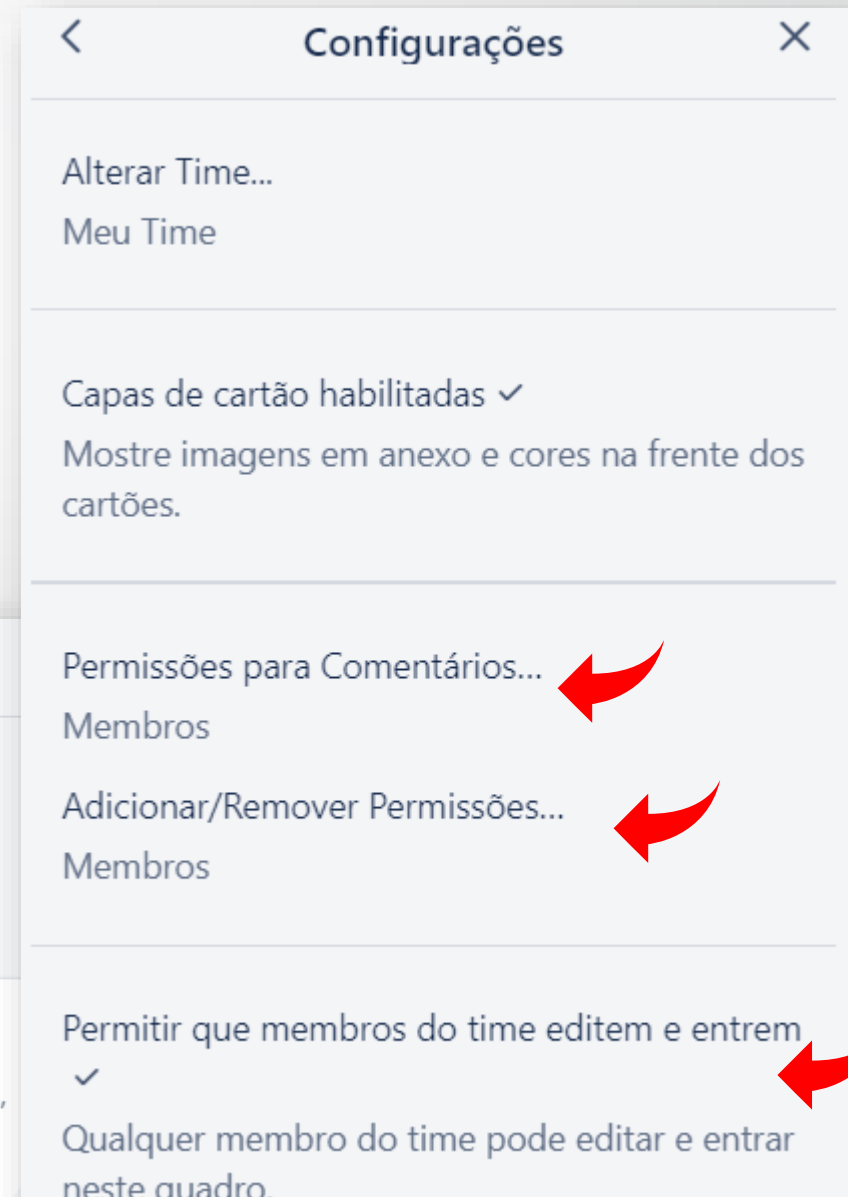 Configurações
Alterar Time...
Meu Time
Capas de cartão habilitadas ✓
Mostre imagens em anexo e cores na frente dos
cartões.
Permissões para Comentários...
Membros
Adicionar/Remover Permissões...
Membros
Permitir que membros do time editem e entrem
✓
Qualquer membro do time pode editar e entrar
neste quadro.